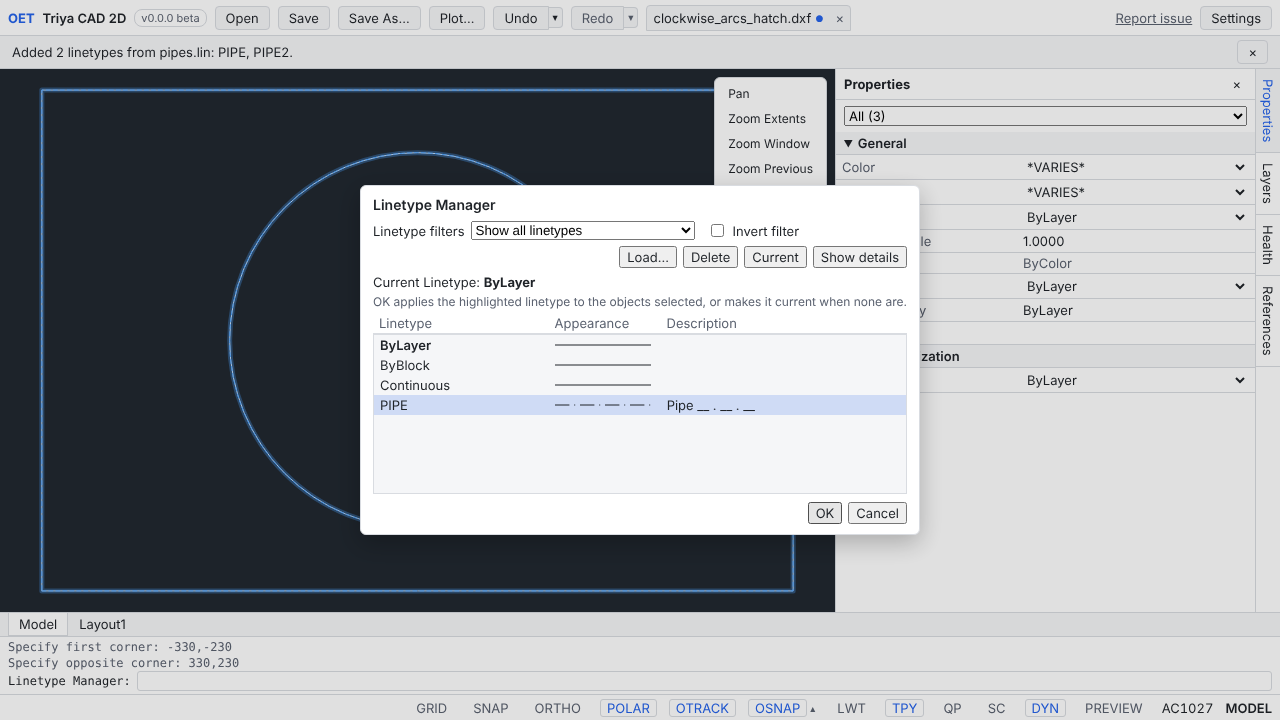 OET Triya CAD 2D v0.0.0 beta Open Save Save As... Plot... Undo ▾ Redo ▾ clockwise_arcs_hatch.dxf ● × Report issue Settings
Added 2 linetypes from pipes.lin: PIPE, PIPE2. ×
Pan
Zoom Extents
Zoom Window
Zoom Previous
Properties ×
All (3)
▼ General
Color *VARIES*
*VARIES*
ByLayer
1.0000
ByColor
ByLayer
ByLayer
ByLayer
Properties
Layers
Health
References
Linetype Manager
Linetype filters Show all linetypes Invert filter
Load... Delete Current Show details
Current Linetype: ByLayer
OK applies the highlighted linetype to the objects selected, or makes it current when none are.
Linetype Appearance Description
ByLayer
ByBlock
Continuous
PIPE Pipe __ . __ . __
OK Cancel
Model Layout1
Specify first corner: -330,-230
Specify opposite corner: 330,230
Linetype Manager:
GRID SNAP ORTHO POLAR OTRACK OSNAP ▴ LWT TPY QP SC DYN PREVIEW AC1027 MODEL